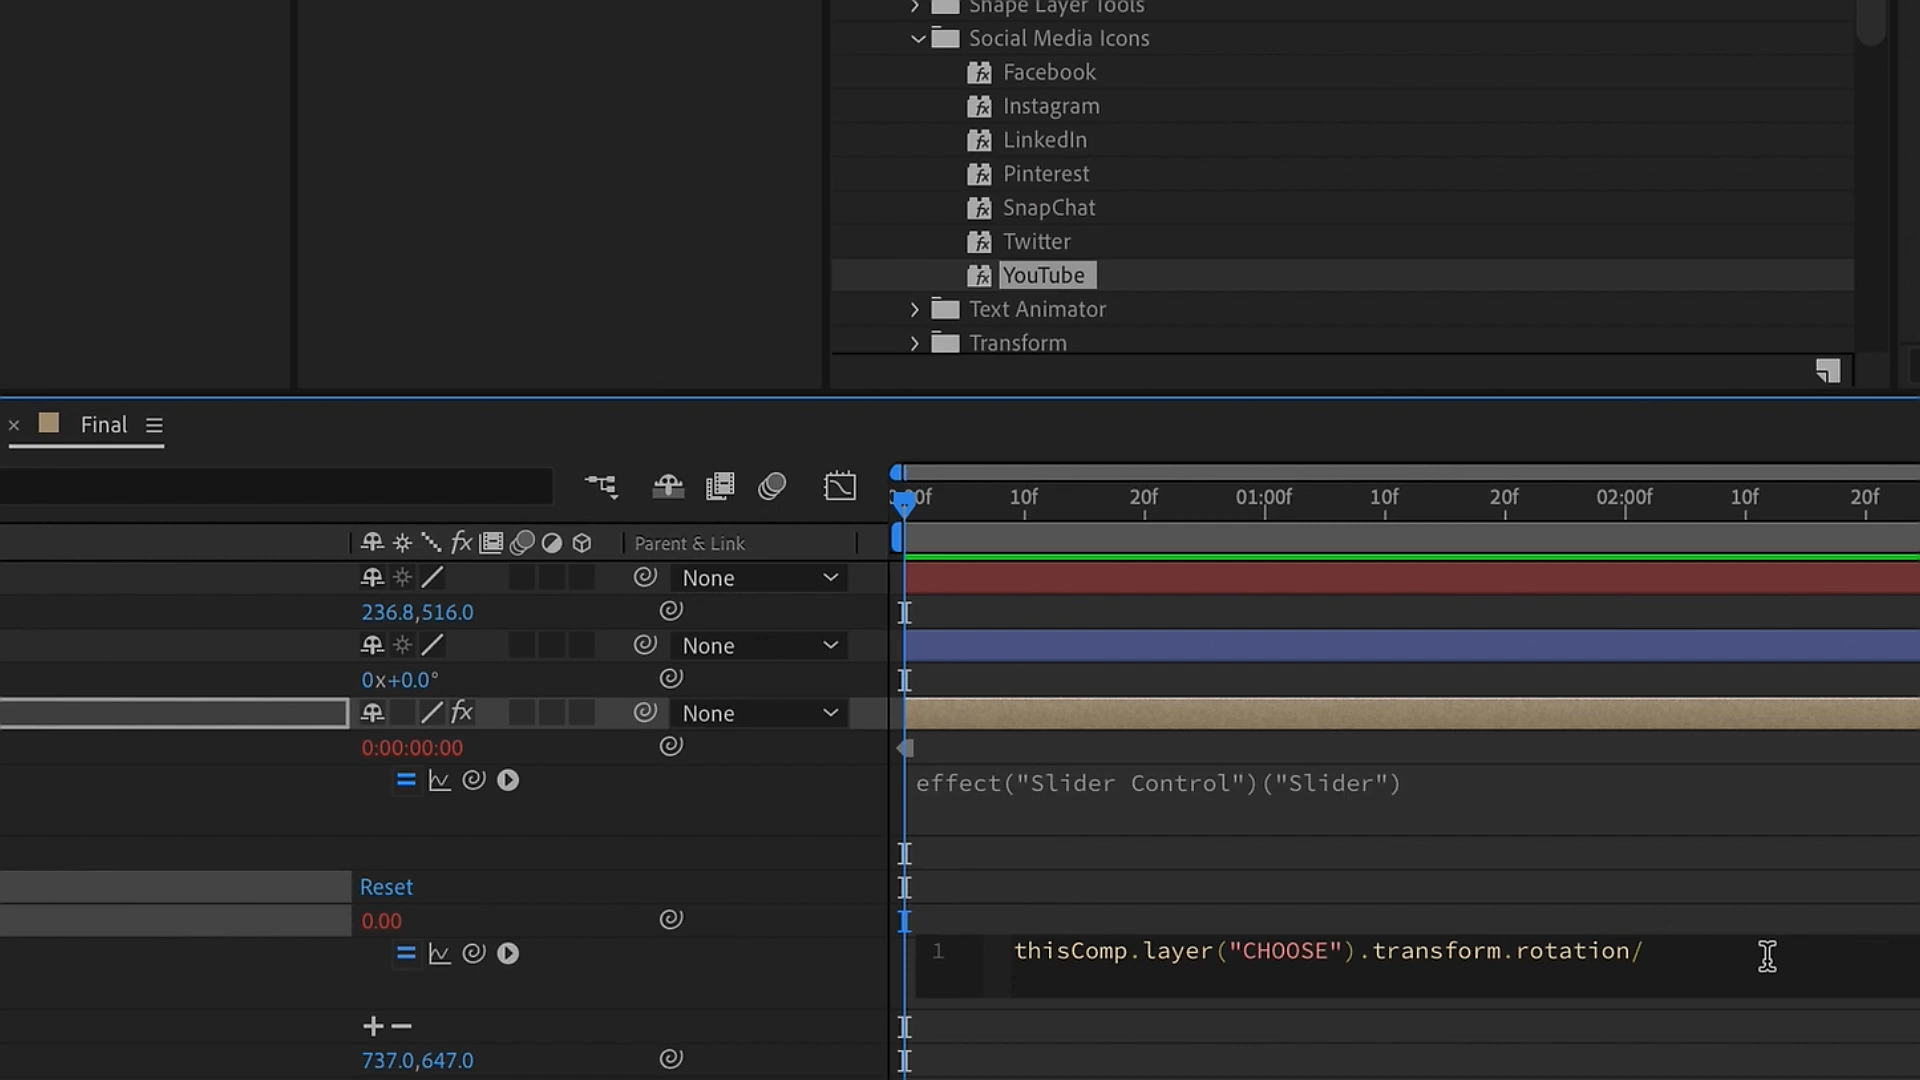 Shape Layer Tools
Social Media Icons
Facebook
Instagram
LinkedIn
Pinterest
SnapChat
Twitter
YouTube
Text Animator
Transform
× Final
10f 20f 01:00f 10f 20f 02:00f 10f 20f
fx Parent & Link
None
236.8,516.0
None
0x+0.0°
fx None
0:00:00:00
effect("Slider Control")("Slider")
Reset
0.00
1 thisComp.layer("CHOOSE").transform.rotation/
737.0,647.0